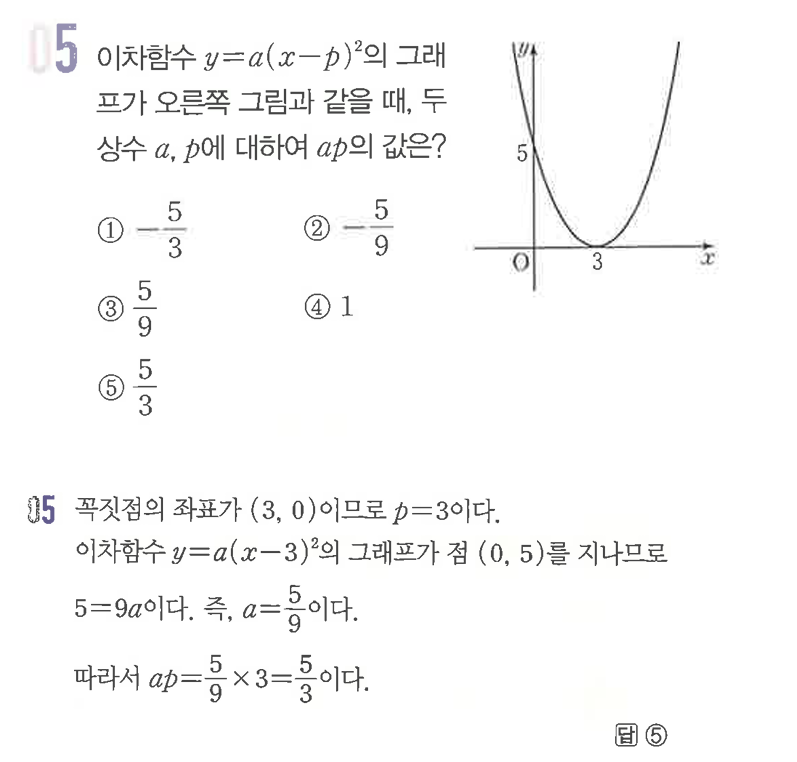 05 이차함수 y=a(x-p)²의 그래
프가 오른쪽 그림과 같을 때, 두
상수 a, p에 대하여 ap의 값은?
① -5/3 ② -5/9
③ 5/9 ④ 1
⑤ 5/3
y
5
O 3 x
05 꼭짓점의 좌표가 (3, 0)이므로 p=3이다.
이차함수 y=a(x-3)²의 그래프가 점 (0, 5)를 지나므로
5=9a이다. 즉, a=5/9이다.
따라서 ap=5/9×3=5/3이다.
답 ⑤